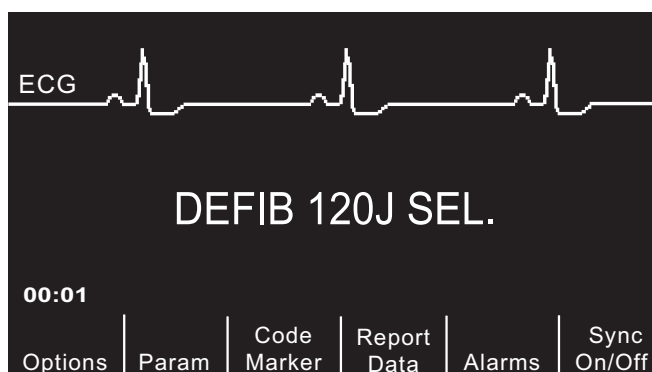 ECG
DEFIB 120J SEL.
00:01
Options
Param
Code
Marker
Report
Data
Alarms
Sync
On/Off